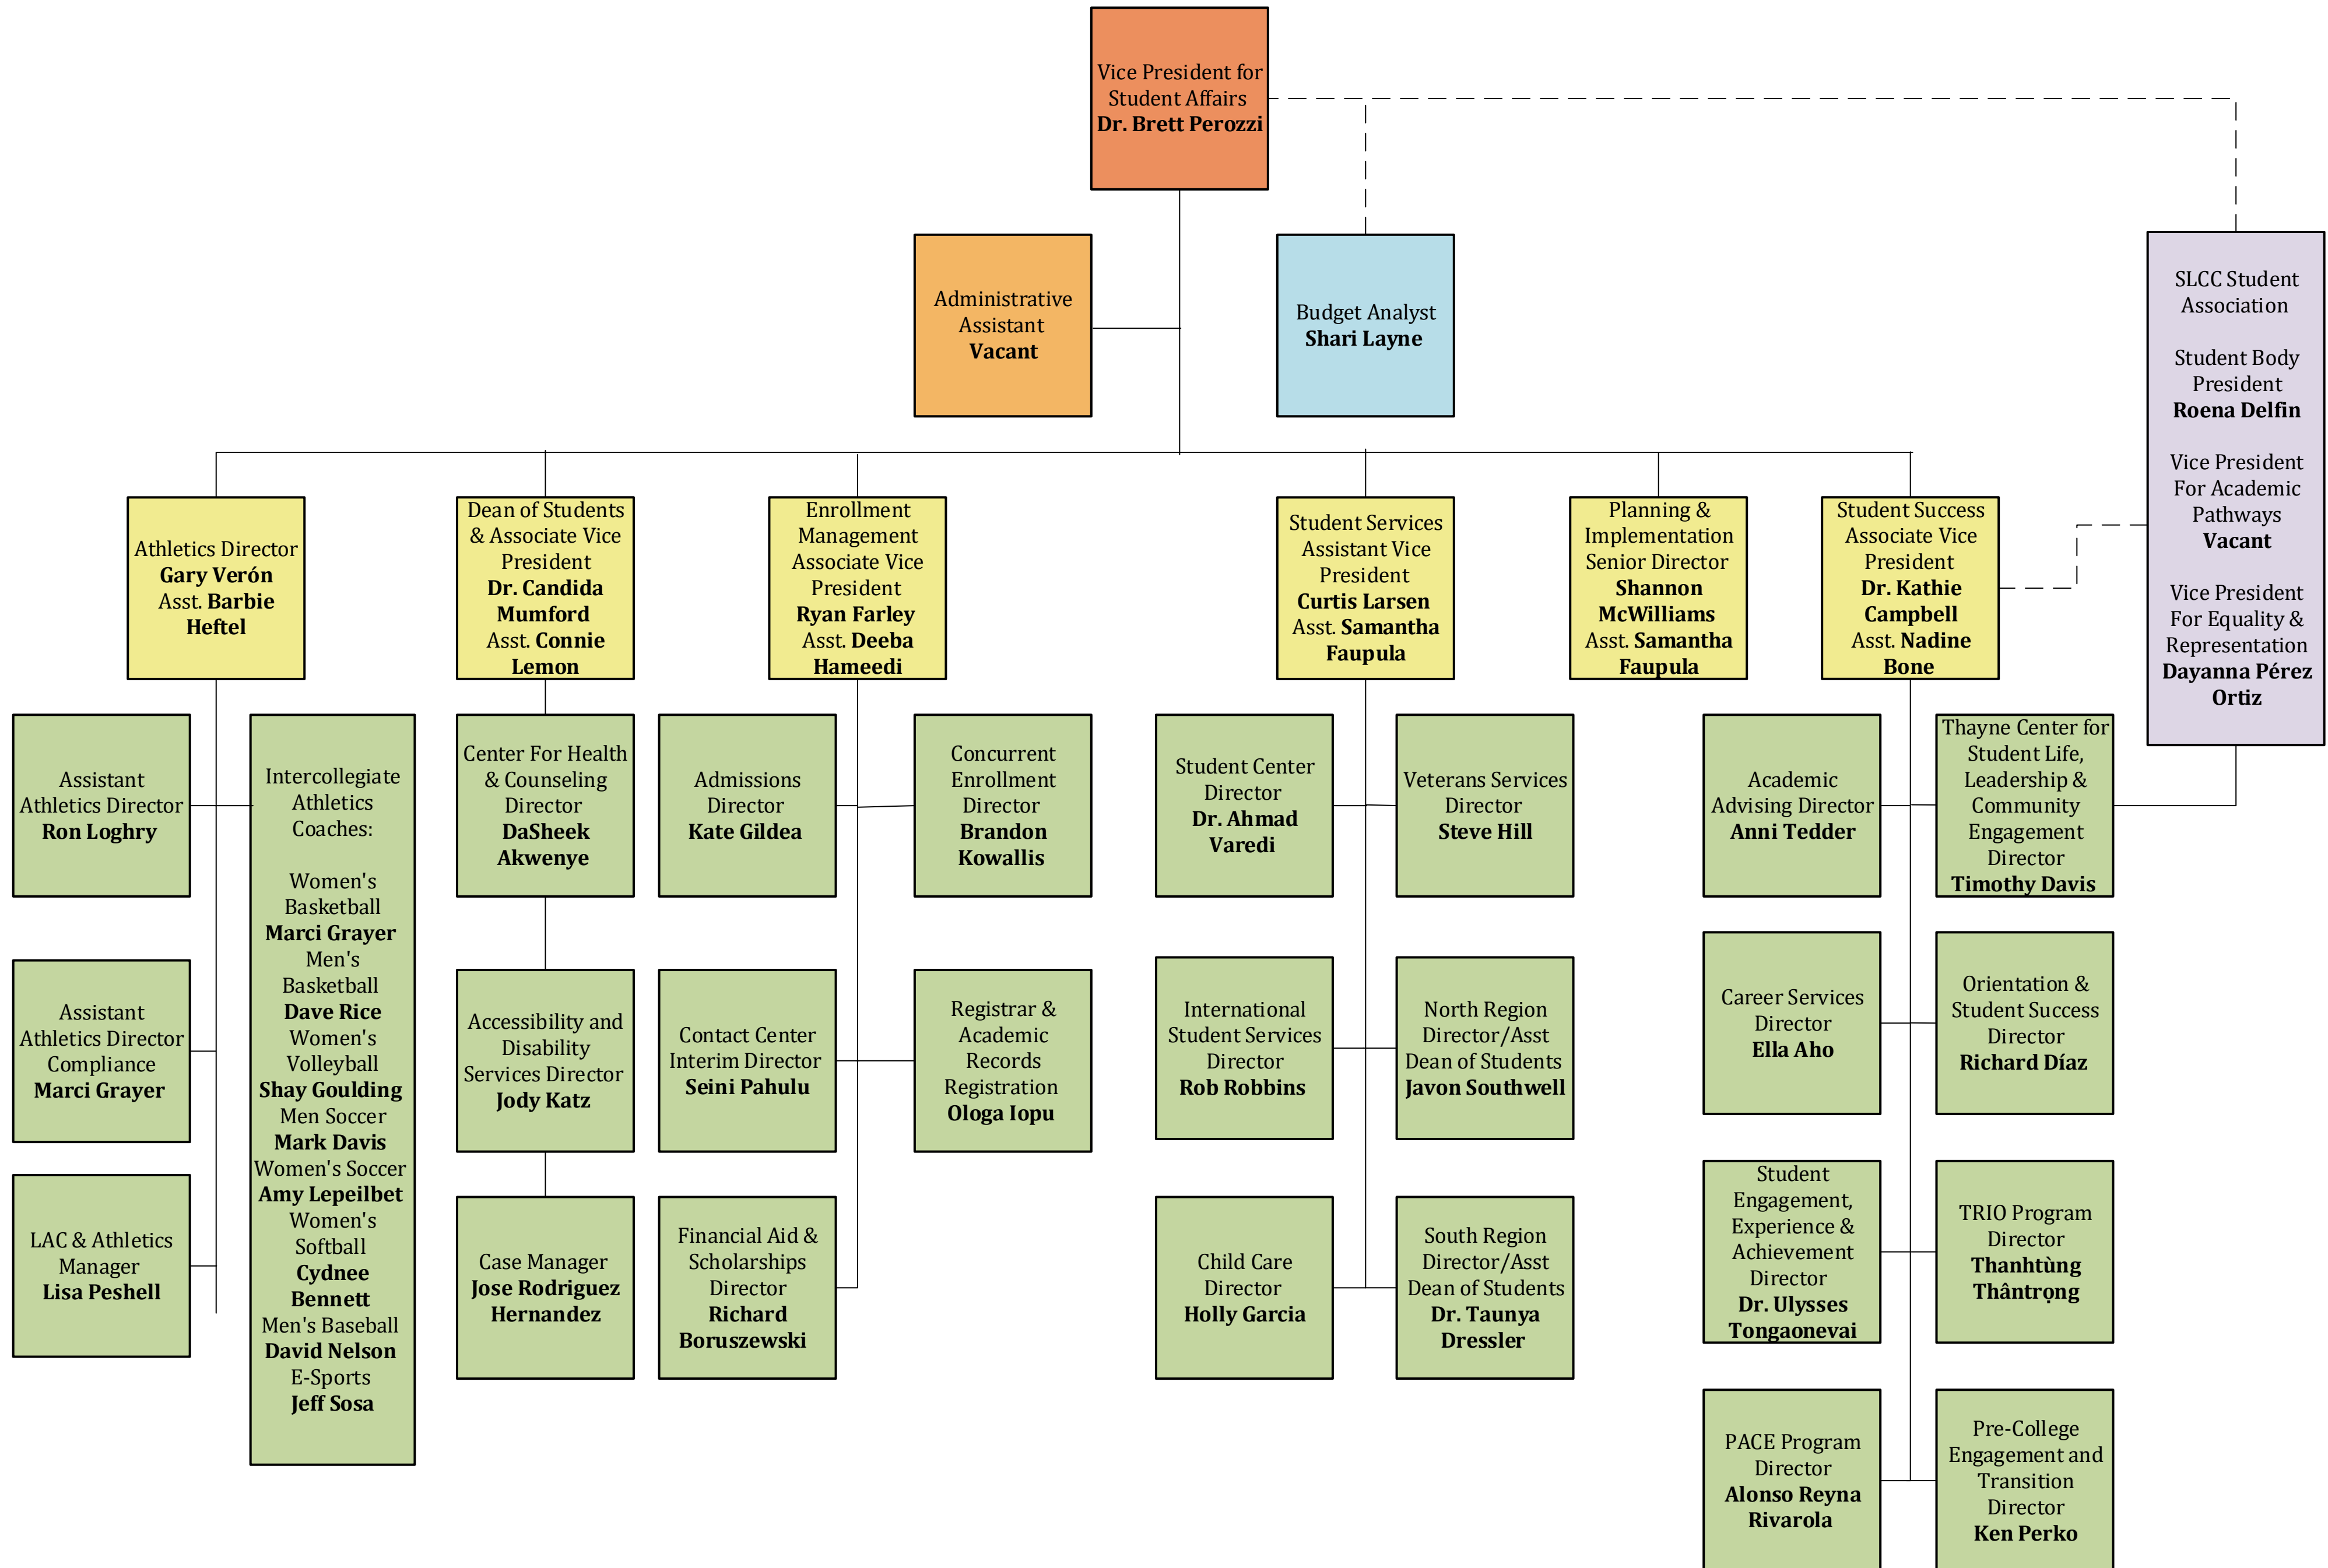 Vice President for
Student Affairs
Dr. Brett Perozzi
Administrative
Assistant
Vacant
Budget Analyst
Shari Layne
SLCC Student
Association
Student Body
President
Roena Delfin
Vice President
For Academic
Pathways
Vacant
Vice President
For Equality &
Representation
Dayanna Pérez
Ortiz
Athletics Director
Gary Verón
Asst. Barbie
Heftel
Dean of Students
& Associate Vice
President
Dr. Candida
Mumford
Asst. Connie
Lemon
Enrollment
Management
Associate Vice
President
Ryan Farley
Asst. Deeba
Hameedi
Student Services
Assistant Vice
President
Curtis Larsen
Asst. Samantha
Faupula
Planning &
Implementation
Senior Director
Shannon
McWilliams
Asst. Samantha
Faupula
Student Success
Associate Vice
President
Dr. Kathie
Campbell
Asst. Nadine
Bone
Assistant
Athletics Director
Ron Loghry
Intercollegiate
Athletics
Coaches:
Women's
Basketball
Marci Grayer
Men's
Basketball
Dave Rice
Women's
Volleyball
Shay Goulding
Men Soccer
Mark Davis
Women's Soccer
Amy Lepeilbet
Women's
Softball
Cydnee
Bennett
Men's Baseball
David Nelson
E-Sports
Jeff Sosa
Assistant
Athletics Director
Compliance
Marci Grayer
LAC & Athletics
Manager
Lisa Peshell
Center For Health
& Counseling
Director
DaSheek
Akwenye
Accessibility and
Disability
Services Director
Jody Katz
Case Manager
Jose Rodriguez
Hernandez
Admissions
Director
Kate Gildea
Concurrent
Enrollment
Director
Brandon
Kowallis
Contact Center
Interim Director
Seini Pahulu
Registrar &
Academic
Records
Registration
Ologa Iopu
Financial Aid &
Scholarships
Director
Richard
Boruszewski
Student Center
Director
Dr. Ahmad
Varedi
Veterans Services
Director
Steve Hill
International
Student Services
Director
Rob Robbins
North Region
Director/Asst
Dean of Students
Javon Southwell
Child Care
Director
Holly Garcia
South Region
Director/Asst
Dean of Students
Dr. Taunya
Dressler
Academic
Advising Director
Anni Tedder
Thayne Center for
Student Life,
Leadership &
Community
Engagement
Director
Timothy Davis
Career Services
Director
Ella Aho
Orientation &
Student Success
Director
Richard Díaz
Student
Engagement,
Experience &
Achievement
Director
Dr. Ulysses
Tongaonevai
TRIO Program
Director
Thanhtùng
Thântrọng
PACE Program
Director
Alonso Reyna
Rivarola
Pre-College
Engagement and
Transition
Director
Ken Perko